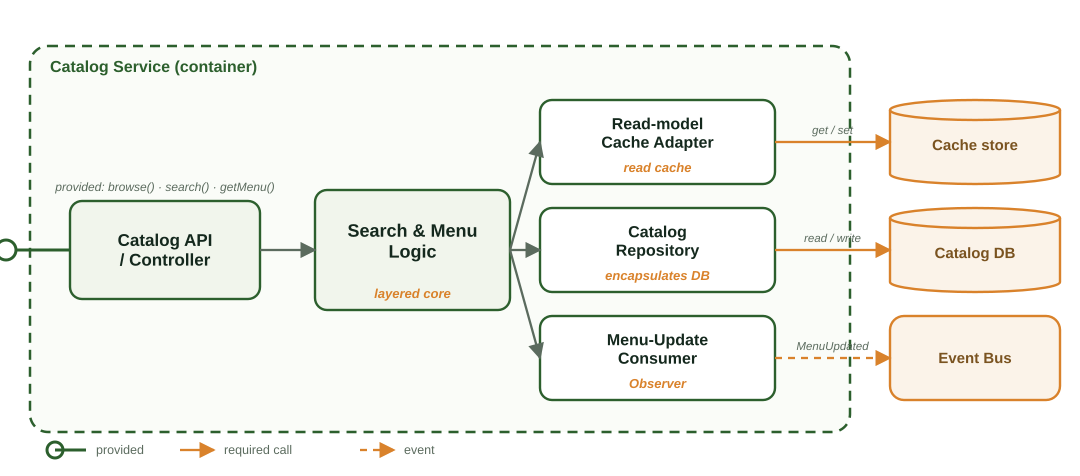 Catalog Service (container)
provided: browse() · search() · getMenu()
Catalog API
/ Controller
Search & Menu
Logic
layered core
Read-model
Cache Adapter
read cache
Catalog
Repository
encapsulates DB
Menu-Update
Consumer
Observer
get / set
read / write
MenuUpdated
Cache store
Catalog DB
Event Bus
provided
required call
event